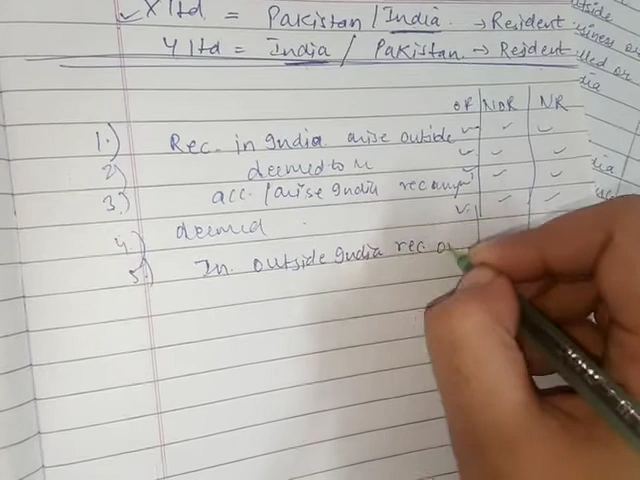 X ltd = Pakistan / India. → Resident
Y ltd = India / Pakistan. → Resident
OR NOR NR
1.) Rec. in India arise outside ✓ ✓ ✓
2) deemed to ✓ ✓ ✓
3.) acc. / arise India rec ✓ ✓ ✓
4.) deemed ✓ ✓ ✓
5.) In. outside India rec
outside